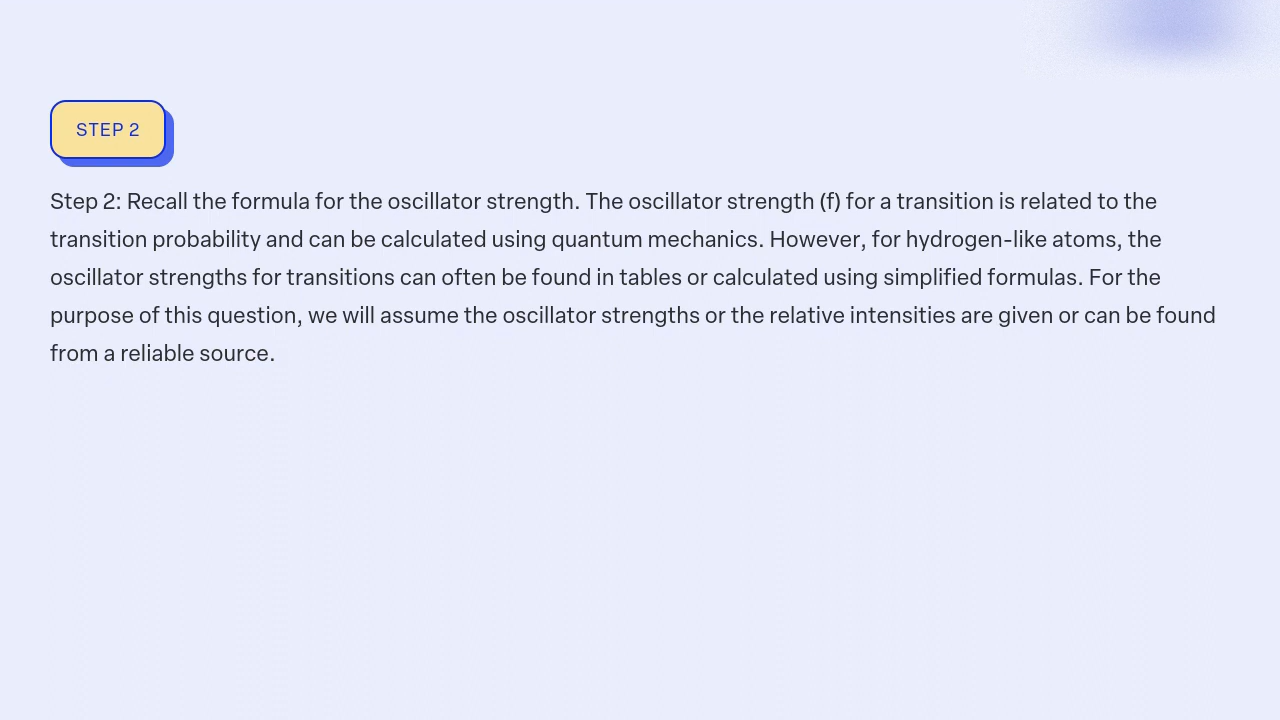 STEP 2
Step 2: Recall the formula for the oscillator strength. The oscillator strength (f) for a transition is related to the
transition probability and can be calculated using quantum mechanics. However, for hydrogen-like atoms, the
oscillator strengths for transitions can often be found in tables or calculated using simplified formulas. For the
purpose of this question, we will assume the oscillator strengths or the relative intensities are given or can be found
from a reliable source.